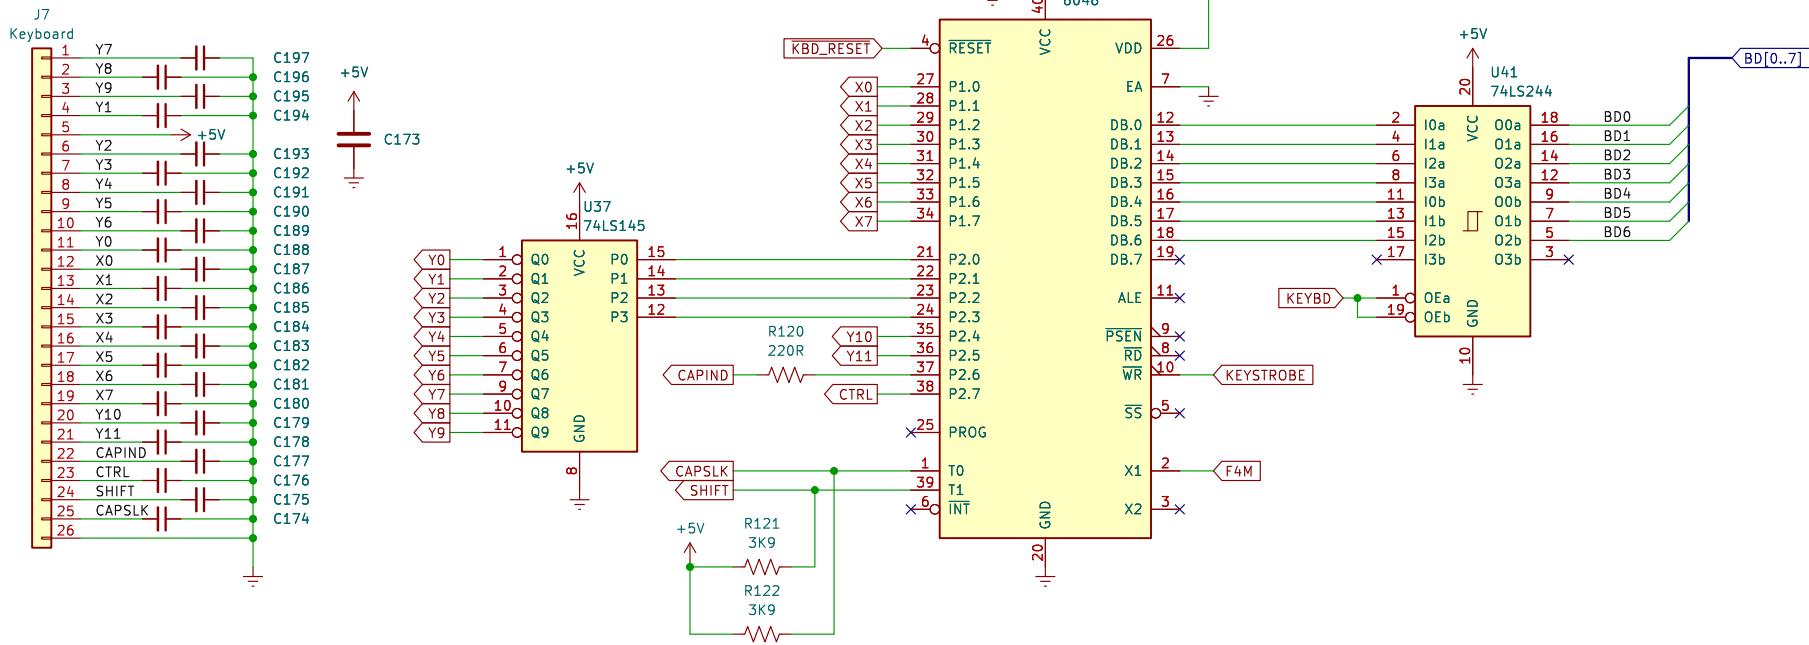 J7
Keyboard
1 Y7 C197
2 Y8 C196
3 Y9 C195
4 Y1 C194
5 +5V
6 Y2 C193
7 Y3 C192
8 Y4 C191
9 Y5 C190
10 Y6 C189
11 Y0 C188
12 X0 C187
13 X1 C186
14 X2 C185
15 X3 C184
16 X4 C183
17 X5 C182
18 X6 C181
19 X7 C180
20 Y10 C179
21 Y11 C178
22 CAPIND C177
23 CTRL C176
24 SHIFT C175
25 CAPSLK C174
26
+5V
C173
+5V
16
U37
74LS145
VCC
GND
8
Y0 1 Q0 P0 15
Y1 2 Q1 P1 14
Y2 3 Q2 P2 13
Y3 4 Q3 P3 12
Y4 5 Q4
Y5 6 Q5
Y6 7 Q6
Y7 9 Q7
Y8 10 Q8
Y9 11 Q9
R120
220R
CAPIND
CAPSLK
SHIFT
+5V
R121
3K9
R122
3K9
40
8048
VCC
KBD_RESET 4 RESET
X0 27 P1.0
X1 28 P1.1
X2 29 P1.2
X3 30 P1.3
X4 31 P1.4
X5 32 P1.5
X6 33 P1.6
X7 34 P1.7
21 P2.0
22 P2.1
23 P2.2
24 P2.3
Y10 35 P2.4
Y11 36 P2.5
37 P2.6
CTRL 38 P2.7
25 PROG
1 T0
39 T1
6 INT
GND
20
VDD 26
EA 7
DB.0 12
DB.1 13
DB.2 14
DB.3 15
DB.4 16
DB.5 17
DB.6 18
DB.7 19
ALE 11
PSEN 9
RD 8
WR 10 KEYSTROBE
SS 5
X1 2 F4M
X2 3
+5V
20
U41
74LS244
VCC
2 I0a O0a 18 BD0
4 I1a O1a 16 BD1
6 I2a O2a 14 BD2
8 I3a O3a 12 BD3
11 I0b O0b 9 BD4
13 I1b O1b 7 BD5
15 I2b O2b 5 BD6
17 I3b O3b 3
KEYBD 1 OEa
19 OEb
GND
10
BD[0..7]